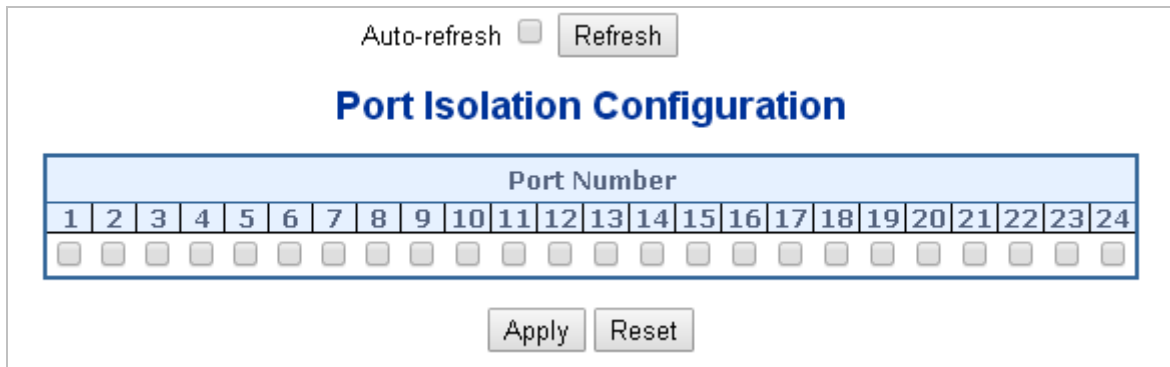 Auto-refresh Refresh
Port Isolation Configuration
Port Number
1 2 3 4 5 6 7 8 9 10 11 12 13 14 15 16 17 18 19 20 21 22 23 24
Apply Reset